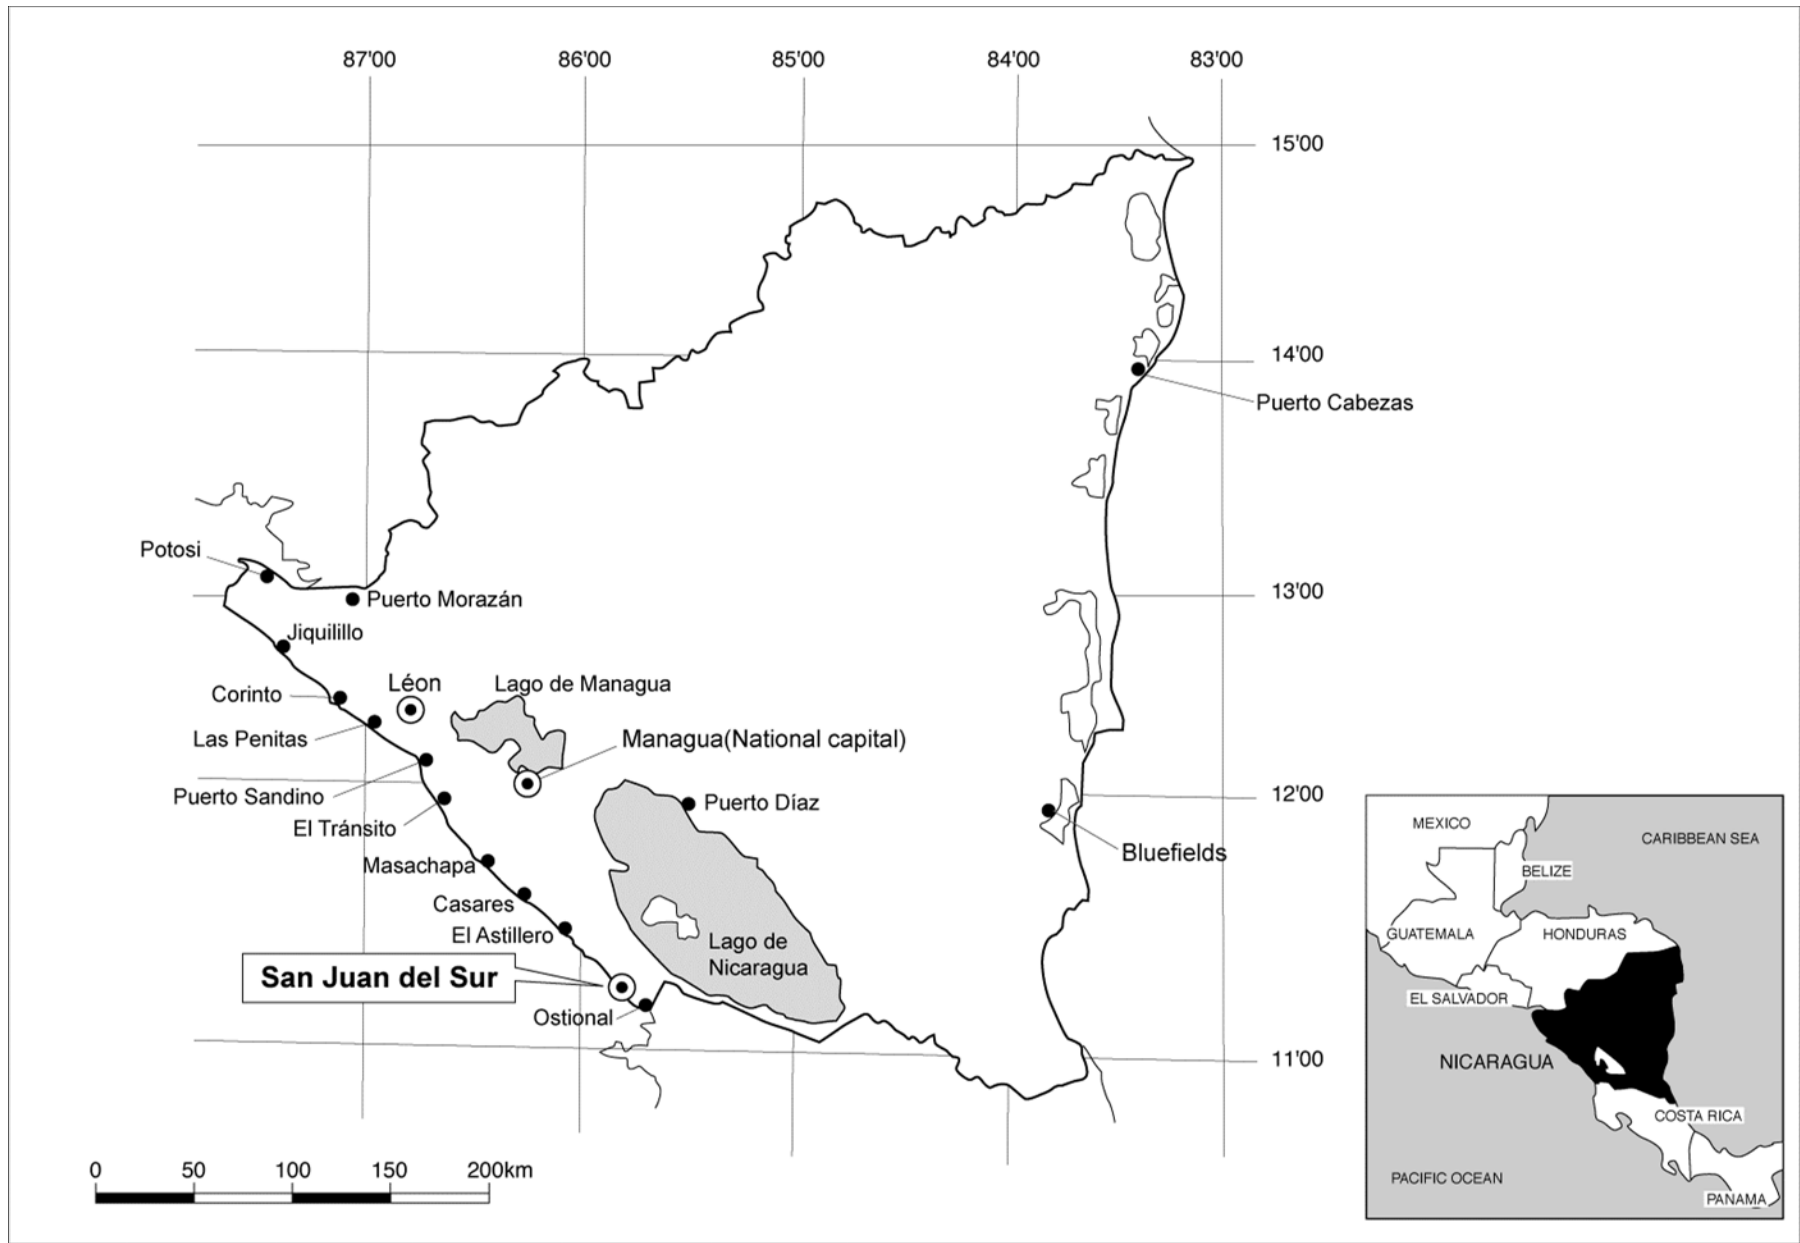 87'00
86'00
85'00
84'00
83'00
15'00
14'00
Puerto Cabezas
Potosi
13'00
Puerto Morazán
Jiquilillo
Léon
Lago de Managua
Corinto
Las Penitas
Managua(National capital)
Puerto Sandino
12'00
Puerto Díaz
El Tránsito
Bluefields
Masachapa
Casares
El Astillero
Lago de
Nicaragua
San Juan del Sur
Ostional
11'00
0 50 100 150 200km
MEXICO
CARIBBEAN SEA
BELIZE
GUATEMALA
HONDURAS
EL SALVADOR
NICARAGUA
COSTA RICA
PACIFIC OCEAN
PANAMA